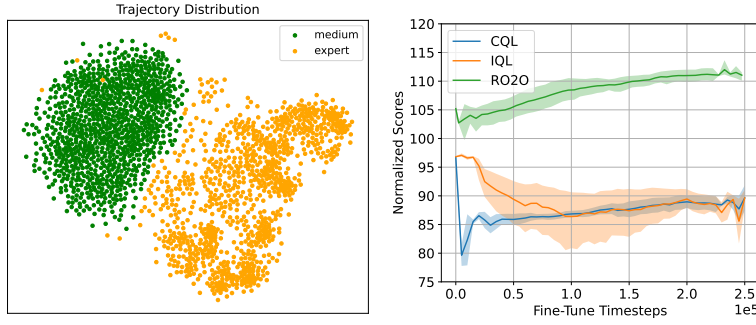 Trajectory Distribution
medium
expert
120
115
110
105
100
95
90
85
80
75
Normalized Scores
CQL
IQL
RO2O
0.0
0.5
1.0
1.5
2.0
2.5
1e5
Fine-Tune Timesteps